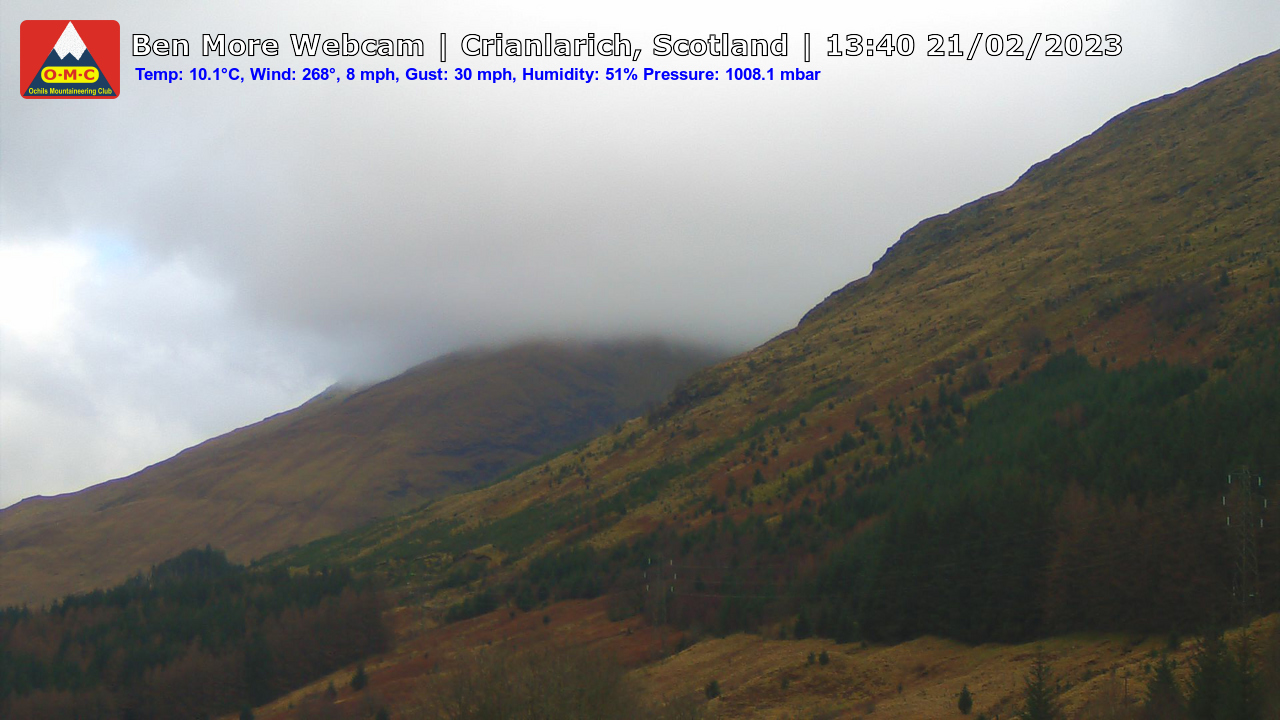 Ben More Webcam | Crianlarich, Scotland | 13:40 21/02/2023
Temp: 10.1°C, Wind: 268°, 8 mph, Gust: 30 mph, Humidity: 51% Pressure: 1008.1 mbar
O-M-C
Ochils Mountaineering Club